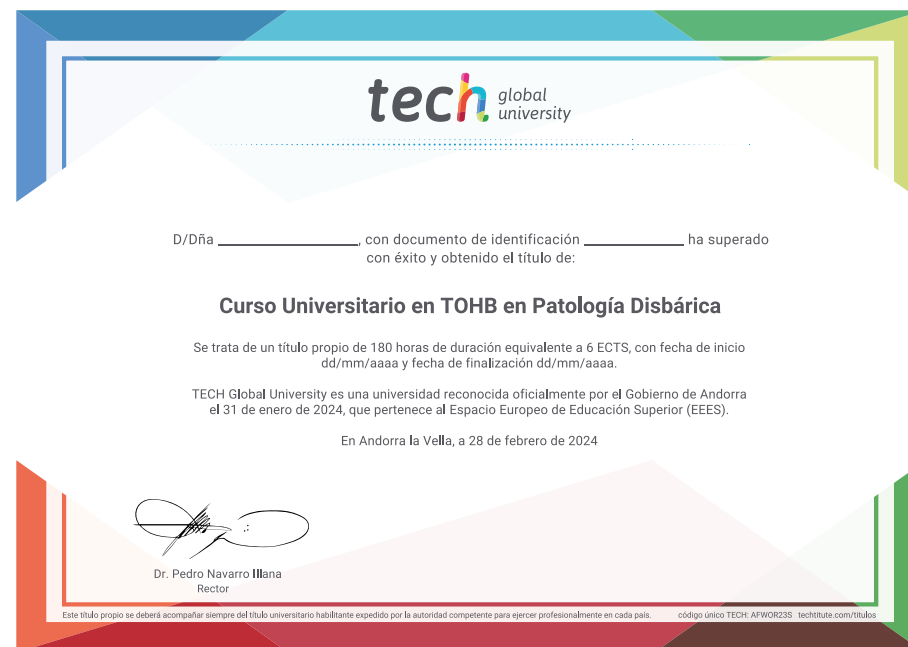 tech global university
D/Dña ____________________, con documento de identificación ______________ ha superado
con éxito y obtenido el título de:
Curso Universitario en TOHB en Patología Disbárica
Se trata de un título propio de 180 horas de duración equivalente a 6 ECTS, con fecha de inicio
dd/mm/aaaa y fecha de finalización dd/mm/aaaa.
TECH Global University es una universidad reconocida oficialmente por el Gobierno de Andorra
el 31 de enero de 2024, que pertenece al Espacio Europeo de Educación Superior (EEES).
En Andorra la Vella, a 28 de febrero de 2024
Dr. Pedro Navarro Illana
Rector
Este título propio se deberá acompañar siempre del título universitario habilitante expedido por la autoridad competente para ejercer profesionalmente en cada país. código único TECH: AFWOR23S techtitute.com/titulos